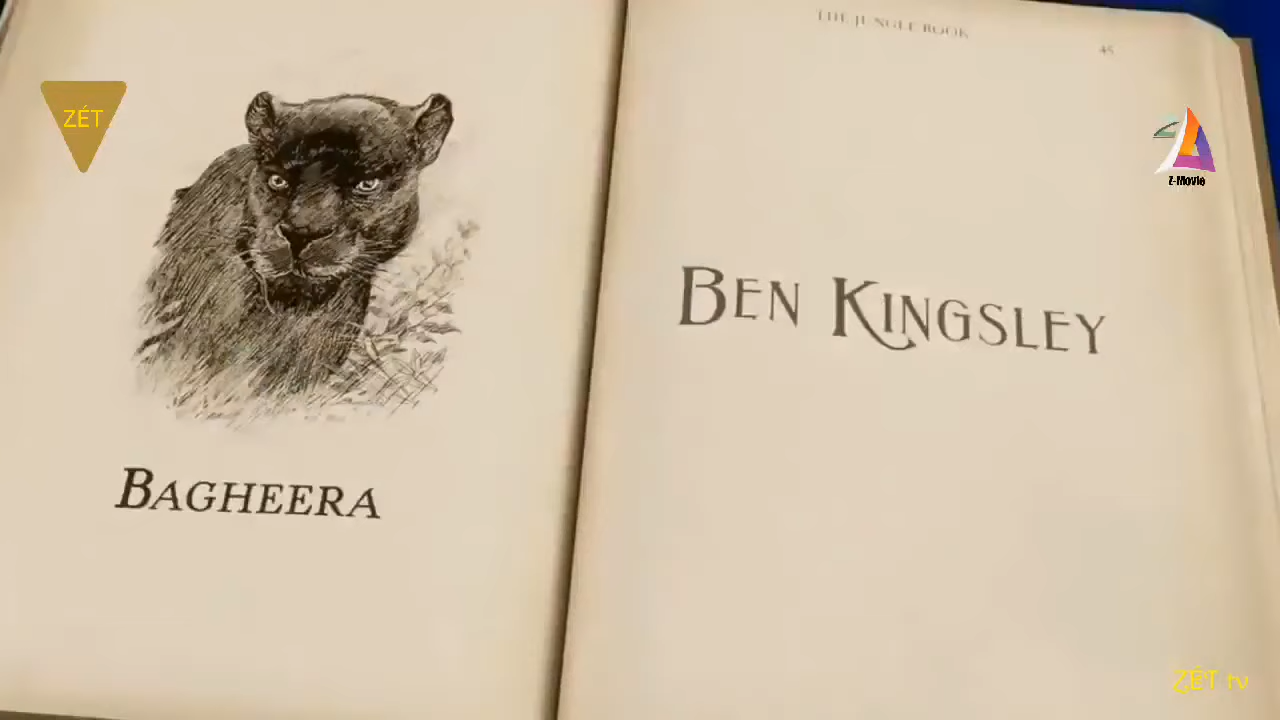 THE JUNGLE BOOK
45
ZÉT
Z-Movie
BEN KINGSLEY
BAGHEERA
ZÉT tv